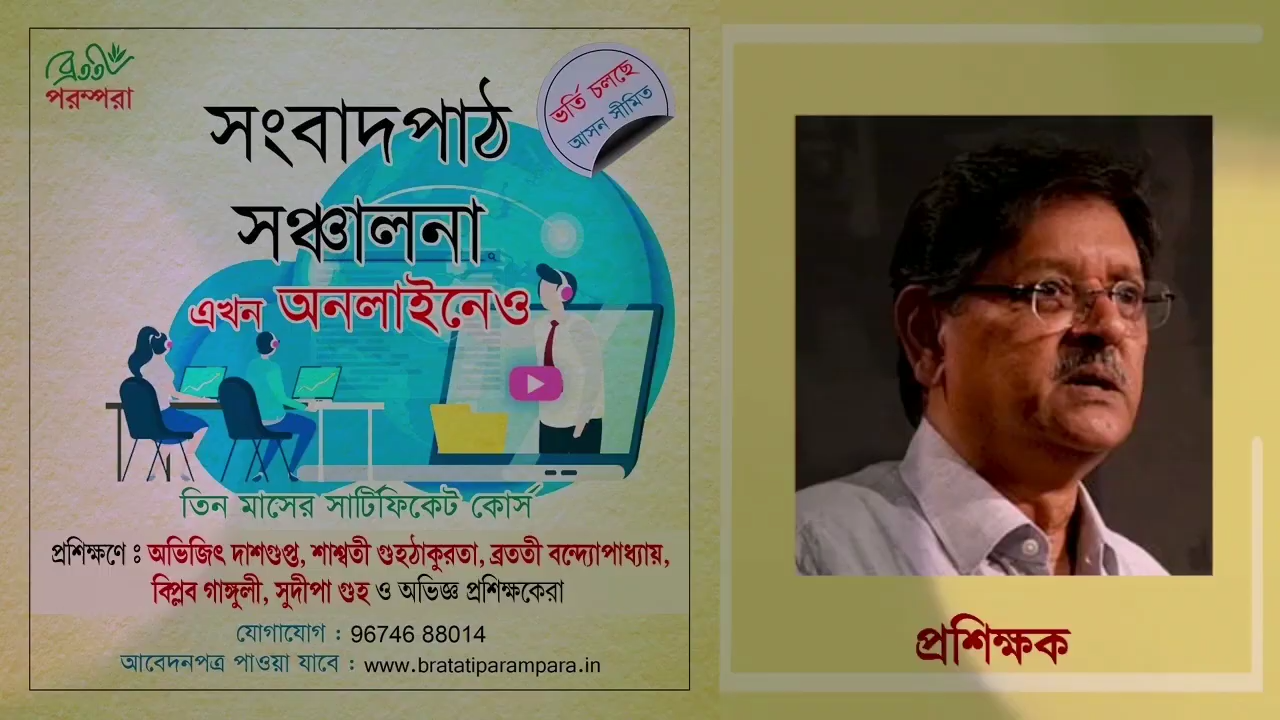 ব্রততী
পরম্পরা
ভর্তি চলছে
আসন সীমিত
সংবাদপাঠ
সঞ্চালনা
এখন অনলাইনেও
তিন মাসের সার্টিফিকেট কোর্স
প্রশিক্ষণে : অভিজিৎ দাশগুপ্ত, শাশ্বতী গুহঠাকুরতা, ব্রততী বন্দ্যোপাধ্যায়,
বিপ্লব গাঙ্গুলী, সুদীপা গুহ ও অভিজ্ঞ প্রশিক্ষকেরা
যোগাযোগ : 96746 88014
আবেদনপত্র পাওয়া যাবে : www.bratatiparampara.in
প্রশিক্ষক